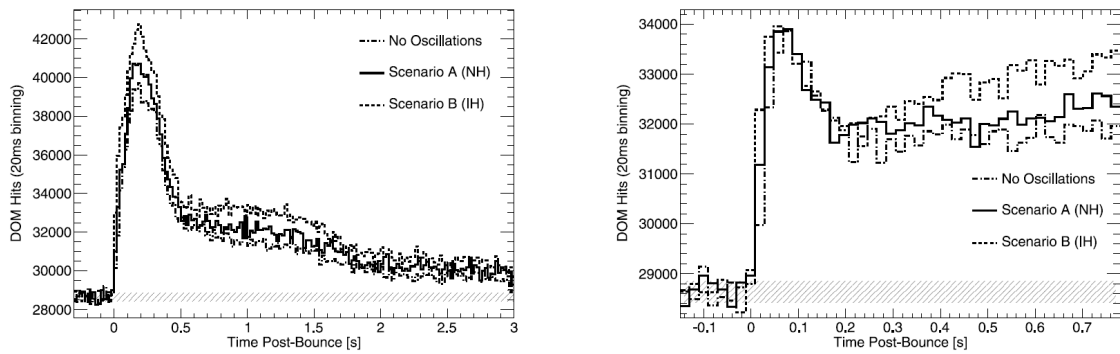 DOM Hits (20ms binning)
42000
40000
38000
36000
34000
32000
30000
28000
No Oscillations
Scenario A (NH)
Scenario B (IH)
0 0.5 1 1.5 2 2.5 3
Time Post-Bounce [s]
DOM Hits (20ms binning)
34000
33000
32000
31000
30000
29000
No Oscillations
Scenario A (NH)
Scenario B (IH)
-0.1 0 0.1 0.2 0.3 0.4 0.5 0.6 0.7
Time Post-Bounce [s]